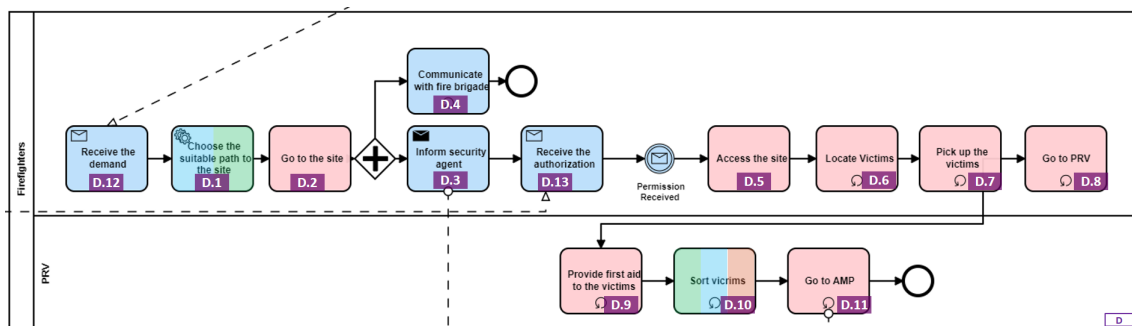 Firefighters
Communicate
with fire brigade
D.4
Receive the
demand
D.12
Choose the
suitable path to
the site
D.1
Go to the site
D.2
Inform security
agent
D.3
Receive the
authorization
D.13
Permission
Received
Access the site
D.5
Locate Victims
D.6
Pick up the
victims
D.7
Go to PRV
D.8
PRV
Provide first aid
to the victims
D.9
Sort vicrims
D.10
Go to AMP
D.11
D